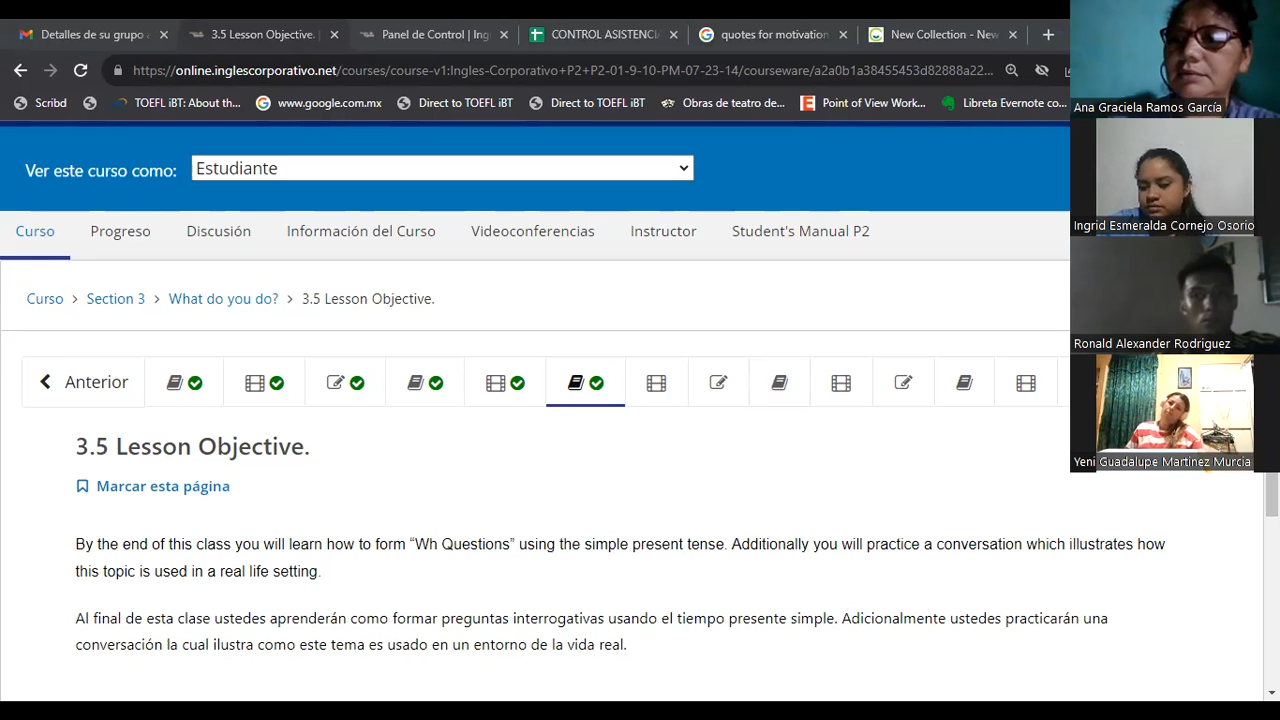 Detalles de su grupo
3.5 Lesson Objective. |
Panel de Control | Ing
CONTROL ASISTENCI
quotes for motivation
New Collection - New
https://online.inglescorporativo.net/courses/course-v1:Ingles-Corporativo+P2+P2-01-9-10-PM-07-23-14/courseware/a2a0b1a38455453d82888a22...
Scribd
TOEFL iBT: About th...
www.google.com.mx
Direct to TOEFL iBT
Direct to TOEFL iBT
Obras de teatro de...
Point of View Work...
Libreta Evernote co...
Ver este curso como: Estudiante
Curso Progreso Discusión Información del Curso Videoconferencias Instructor Student's Manual P2
Curso > Section 3 > What do you do? > 3.5 Lesson Objective.
Anterior
3.5 Lesson Objective.
Marcar esta página
By the end of this class you will learn how to form “Wh Questions” using the simple present tense. Additionally you will practice a conversation which illustrates how
this topic is used in a real life setting.
Al final de esta clase ustedes aprenderán como formar preguntas interrogativas usando el tiempo presente simple. Adicionalmente ustedes practicarán una
conversación la cual ilustra como este tema es usado en un entorno de la vida real.
Ana Graciela Ramos García
Ingrid Esmeralda Cornejo Osorio
Ronald Alexander Rodriguez
Yeni Guadalupe Martinez Murcia